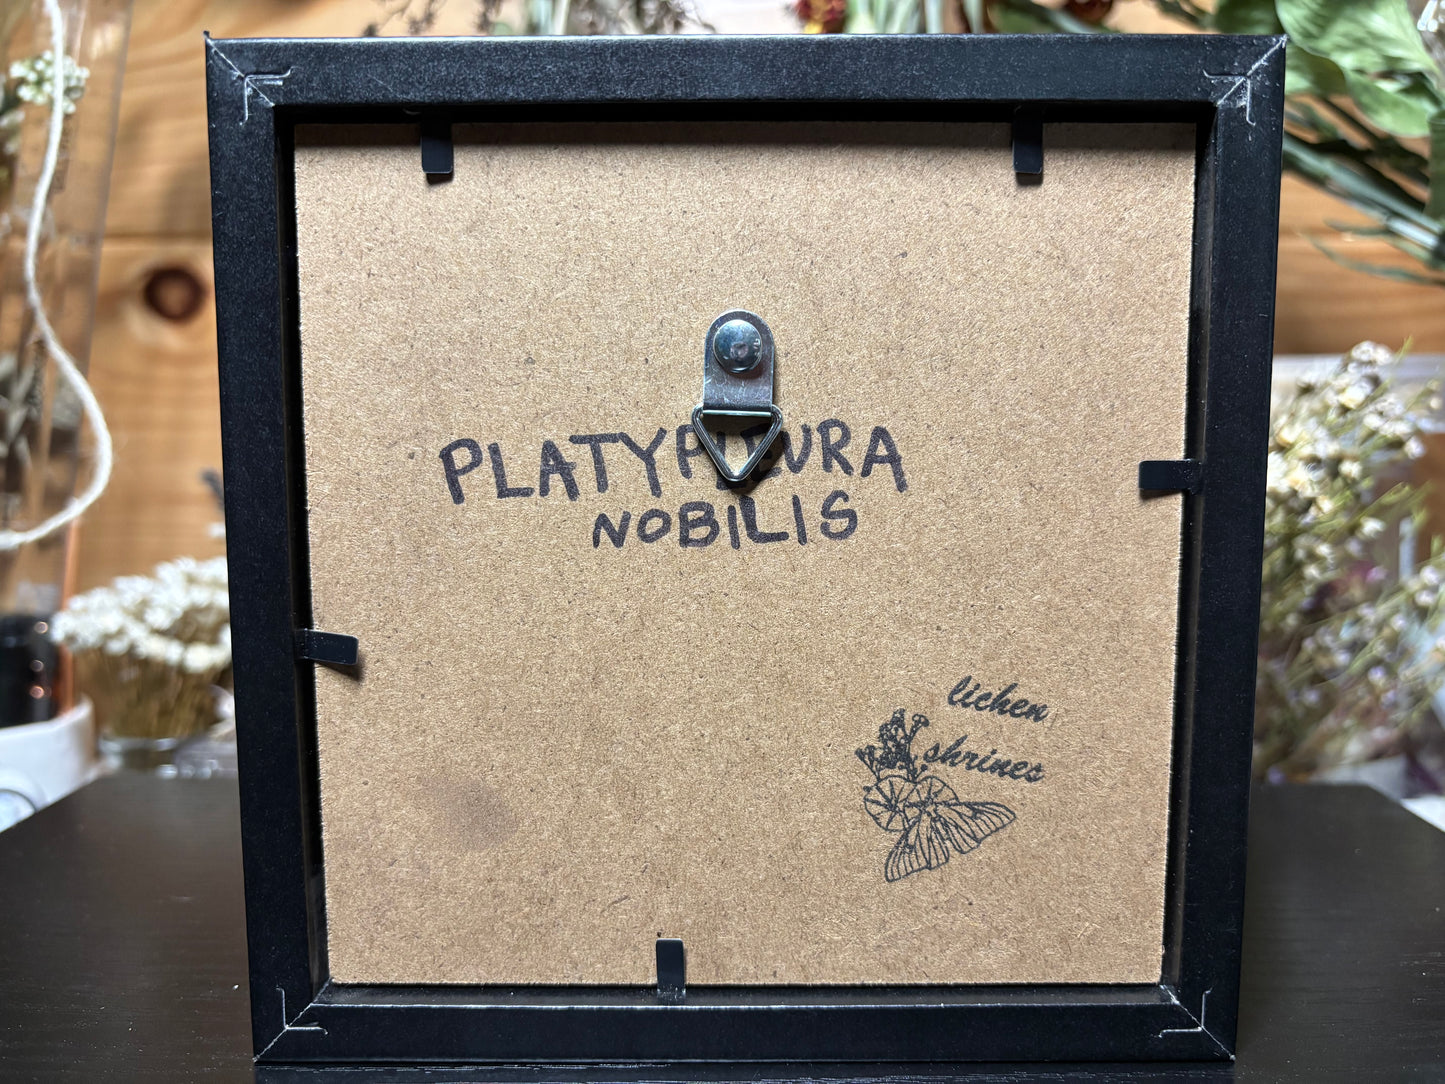 PLATYPLEURA
NOBILIS
lichen
shrines